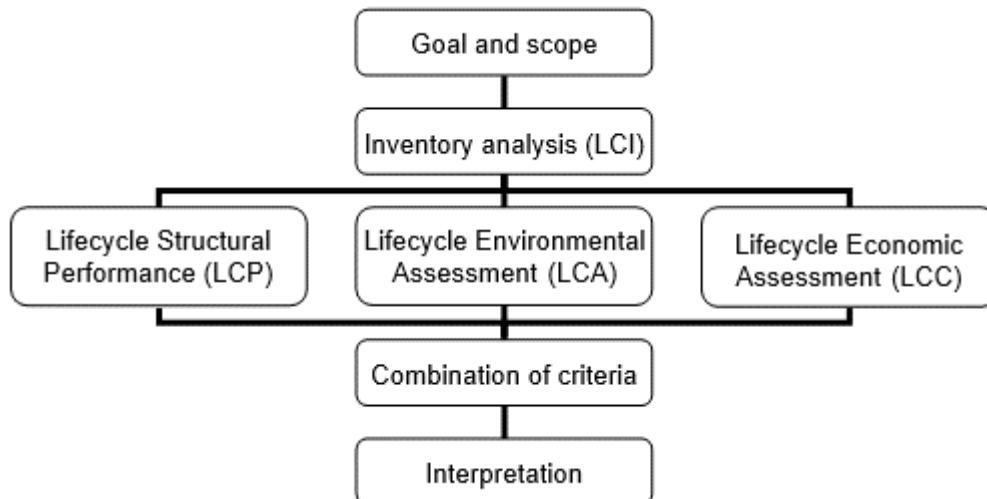 Goal and scope
Inventory analysis (LCI)
Lifecycle Structural
Performance (LCP)
Lifecycle Environmental
Assessment (LCA)
Lifecycle Economic
Assessment (LCC)
Combination of criteria
Interpretation